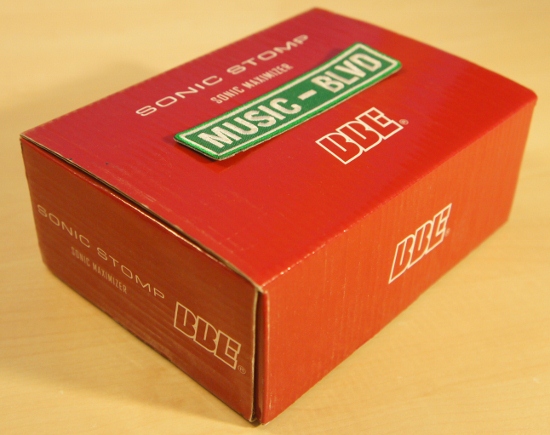 SONIC STOMP
SONIC MAXIMIZER
MUSIC - BLVD
BBE®
SONIC STOMP
SONIC MAXIMIZER
BBE®
BBE®